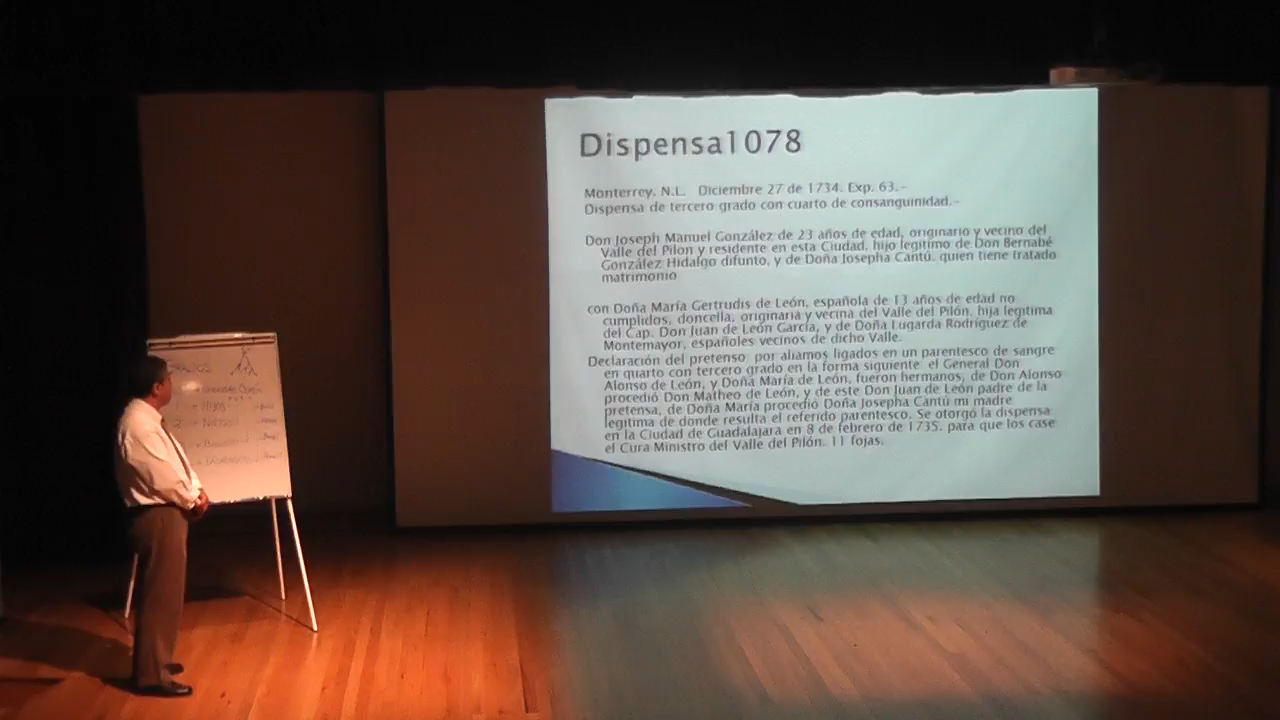 Dispensa1078
Monterrey. N.L. Diciembre 27 de 1734. Exp. 63.-
Dispensa de tercero grado con cuarto de consanguinidad.-
Don Joseph Manuel González de 23 años de edad, originario y vecino del
Valle del Pilon y residente en esta Ciudad. hijo legitimo de Don Bernabé
González Hidalgo difunto, y de Doña Josepha Cantú. quien tiene tratado
matrimonio
con Doña María Gertrudis de León, española de 13 años de edad no
cumplidos, doncella, originaria y vecina del Valle del Pilón, hija legitima
del Cap. Don Juan de León García, y de Doña Lugarda Rodríguez de
Montemayor, españoles vecinos de dicho Valle.
Declaración del pretenso por aliamos ligados en un parentesco de sangre
en quarto con tercero grado en la forma siguiente el General Don
Alonso de León, y Doña María de León, fueron hermanos, de Don Alonso
procedió Don Matheo de León, y de este Don Juan de León padre de la
pretensa, de Doña María procedió Doña Josepha Cantú mi madre
legitima de donde resulta el referido parentesco. Se otorgó la dispensa
en la Ciudad de Guadalajara en 8 de febrero de 1735. para que los case
el Cura Ministro del Valle del Pilón. 11 fojas.